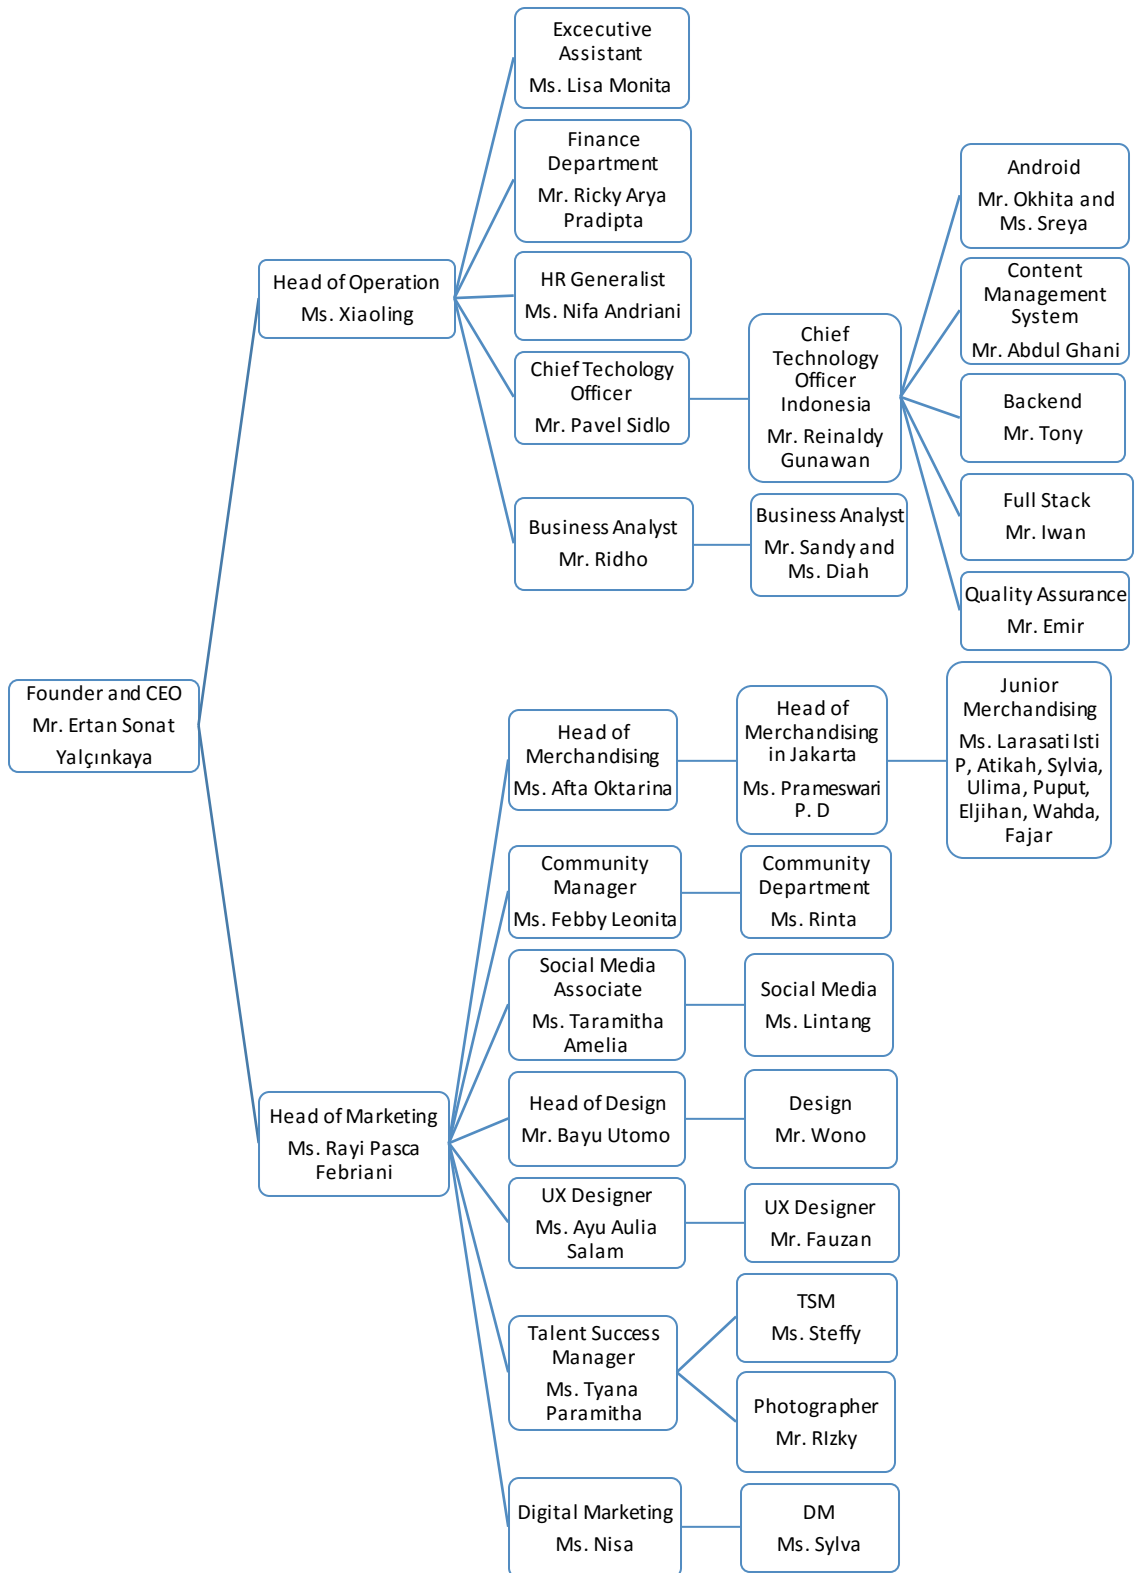 Excecutive
Assistant
Ms. Lisa Monita
Finance
Department
Mr. Ricky Arya
Pradipta
HR Generalist
Ms. Nifa Andriani
Chief Techology
Officer
Mr. Pavel Sidlo
Business Analyst
Mr. Ridho
Head of Operation
Ms. Xiaoling
Chief
Technology
Officer
Indonesia
Mr. Reinaldy
Gunawan
Business Analyst
Mr. Sandy and
Ms. Diah
Android
Mr. Okhita and
Ms. Sreya
Content
Management
System
Mr. Abdul Ghani
Backend
Mr. Tony
Full Stack
Mr. Iwan
Quality Assurance
Mr. Emir
Founder and CEO
Mr. Ertan Sonat
Yalçınkaya
Head of Marketing
Ms. Rayi Pasca
Febriani
Head of
Merchandising
Ms. Afta Oktarina
Head of
Merchandising
in Jakarta
Ms. Prameswari
P. D
Junior
Merchandising
Ms. Larasati Isti
P, Atikah, Sylvia,
Ulima, Puput,
Eljihan, Wahda,
Fajar
Community
Manager
Ms. Febby Leonita
Community
Department
Ms. Rinta
Social Media
Associate
Ms. Taramitha
Amelia
Social Media
Ms. Lintang
Head of Design
Mr. Bayu Utomo
Design
Mr. Wono
UX Designer
Ms. Ayu Aulia
Salam
UX Designer
Mr. Fauzan
Talent Success
Manager
Ms. Tyana
Paramitha
TSM
Ms. Steffy
Photographer
Mr. RIzky
Digital Marketing
Ms. Nisa
DM
Ms. Sylva